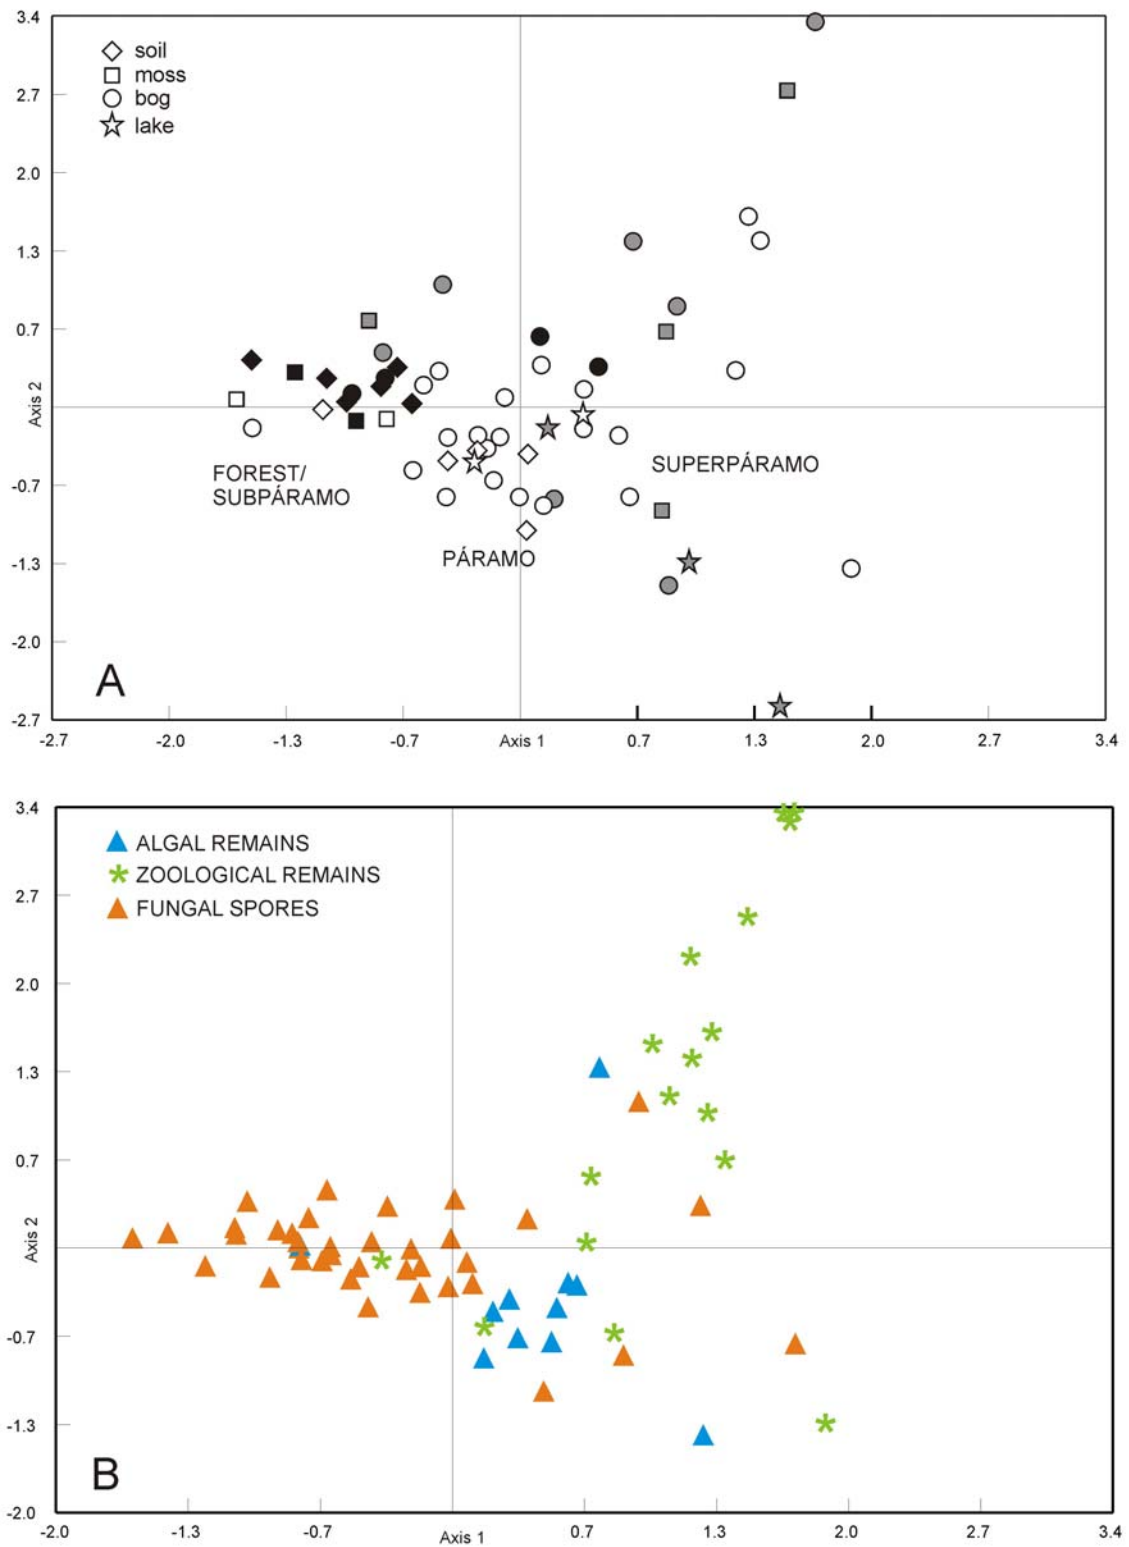 3.4
soil
moss
bog
lake
2.7
2.0
1.3
0.7
Axis 2
FOREST/
SUBPÁRAMO
SUPERPÁRAMO
-0.7
PÁRAMO
-1.3
-2.0
A
-2.7
-2.7 -2.0 -1.3 -0.7 Axis 1 0.7 1.3 2.0 2.7 3.4
3.4
ALGAL REMAINS
ZOOLOGICAL REMAINS
FUNGAL SPORES
2.7
2.0
1.3
0.7
Axis 2
-0.7
-1.3
B
-2.0
-2.0 -1.3 -0.7 Axis 1 0.7 1.3 2.0 2.7 3.4